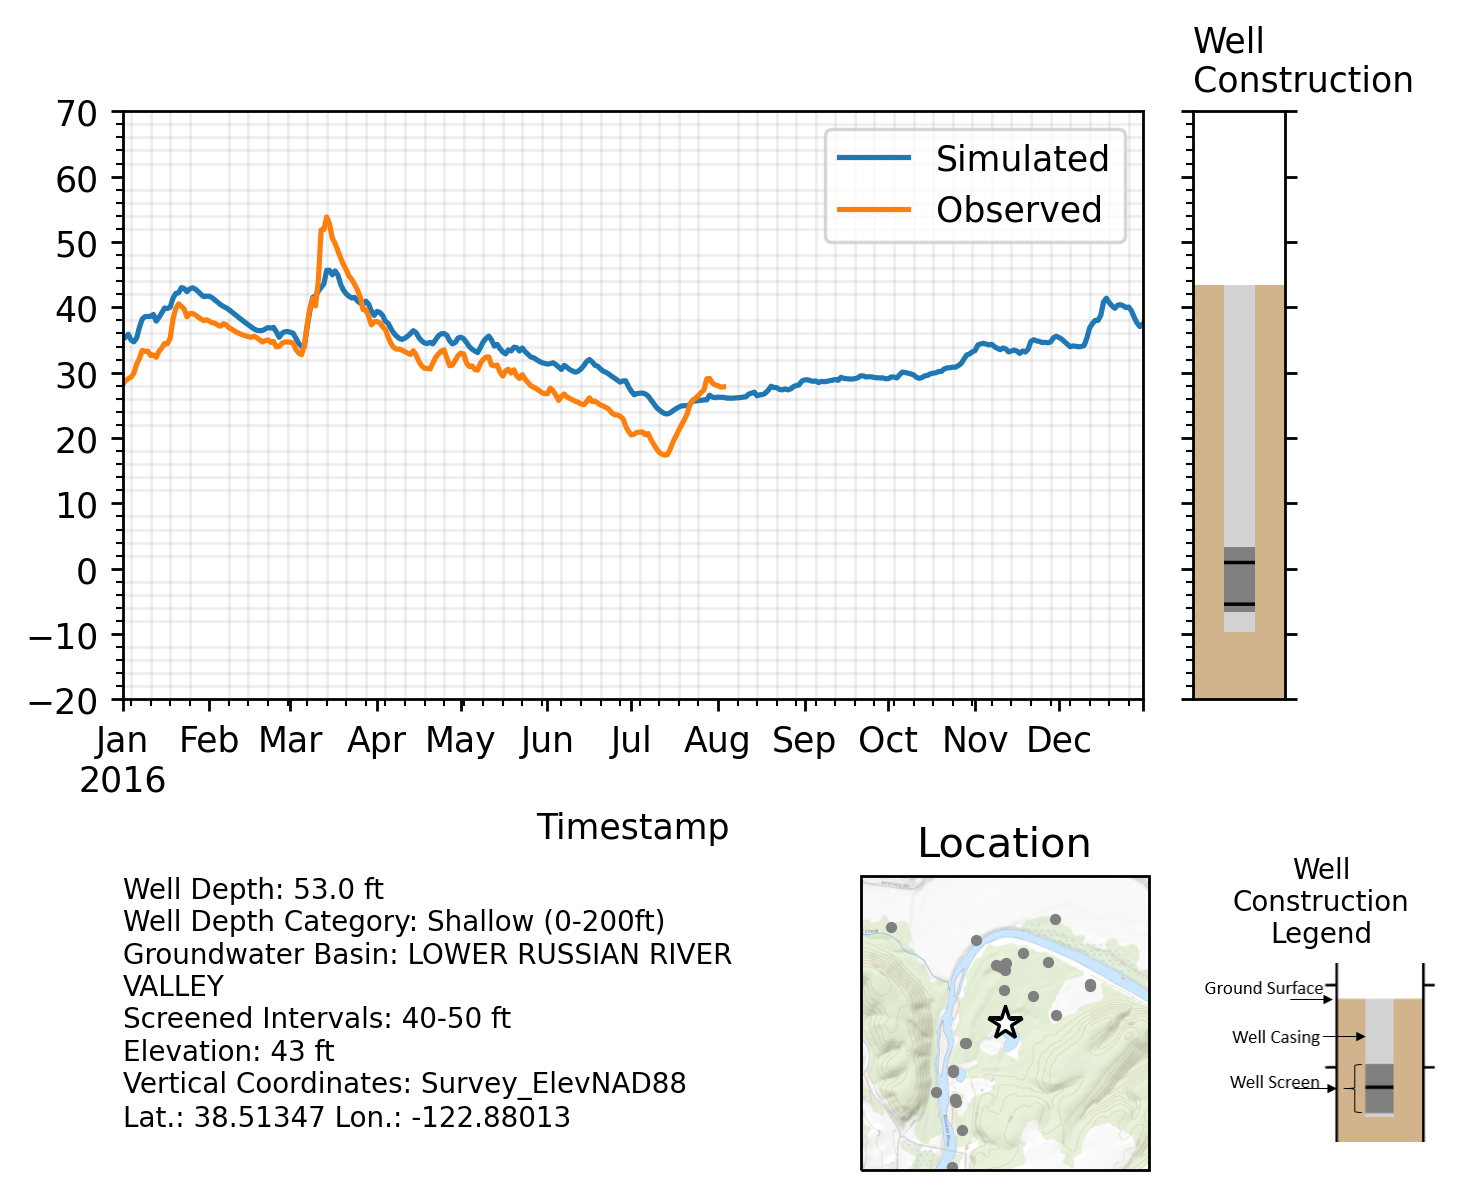 Well
Construction
70
60
50
40
30
20
10
0
−10
−20
Simulated
Observed
Jan Feb Mar Apr May Jun Jul Aug Sep Oct Nov Dec
2016
Timestamp
Well Depth: 53.0 ft
Well Depth Category: Shallow (0-200ft)
Groundwater Basin: LOWER RUSSIAN RIVER
VALLEY
Screened Intervals: 40-50 ft
Elevation: 43 ft
Vertical Coordinates: Survey_ElevNAD88
Lat.: 38.51347 Lon.: -122.88013
Location
Well
Construction
Legend
Ground Surface
Well Casing
Well Screen